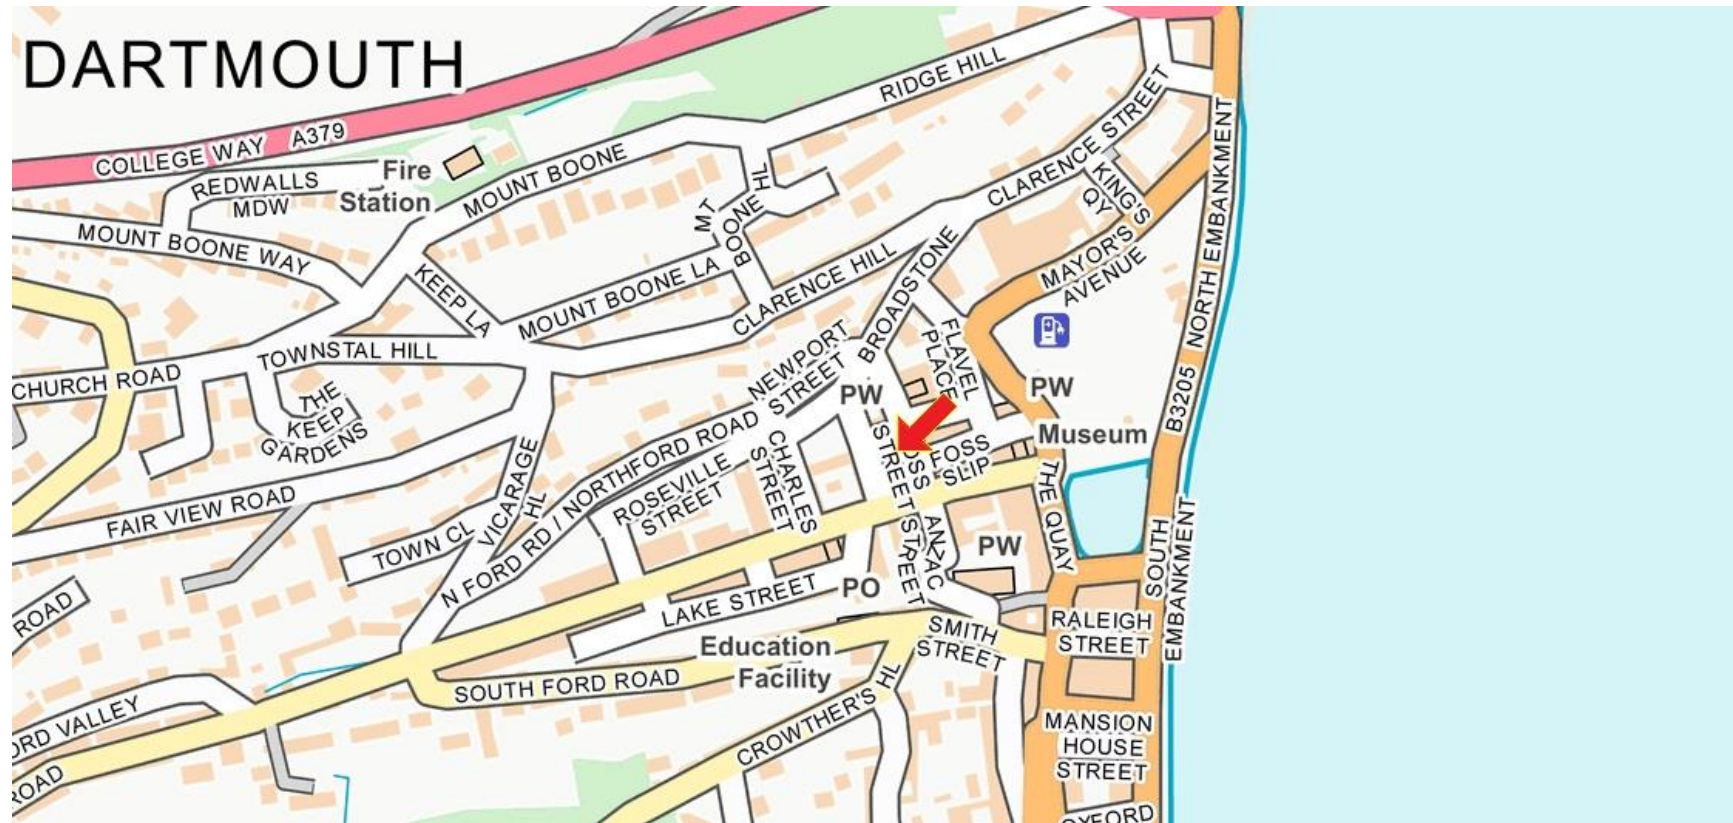 DARTMOUTH
RIDGE HILL
COLLEGE WAY
A379
CLARENCE STREET
Fire
Station
REDWALLS
MDW
MOUNT BOONE
KING'S
QY
NORTH EMBANKMENT
MOUNT BOONE WAY
MT
BOONE
HL
MAYOR'S
AVENUE
KEEP LA
MOUNT BOONE LA
CLARENCE HILL
BROADSTONE
TOWNSTAL HILL
CHURCH ROAD
THE
KEEP
GARDENS
NEWPORT
STREET
FLAVEL
PLACE
PW
PW
B3205
Museum
FAIR VIEW ROAD
VICARAGE
HL
N FORD RD / NORTHFORD ROAD
ROSEVILLE
STREET
CHARLES
STREET
STREET
FOSS
SLIP
THE QUAY
TOWN CL
STREET
ANZAC
PW
SOUTH
EMBANKMENT
ROAD
LAKE STREET
PO
RALEIGH
STREET
SMITH
STREET
Education
Facility
SOUTH FORD ROAD
CROWTHER'S HL
MANSION
HOUSE
STREET
VALLEY
ROAD
OXFORD